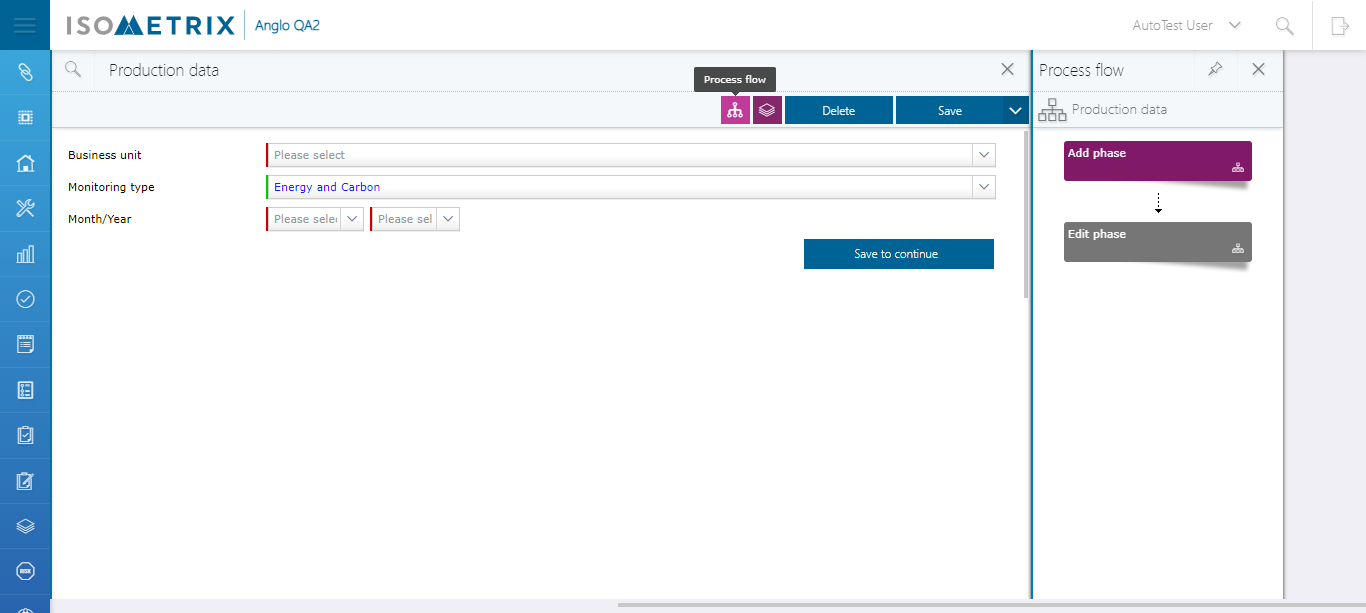 ISOMETRIX Anglo QA2 AutoTest User
Production data
Process flow
Process flow
Delete Save
Production data
Business unit Please select
Monitoring type Energy and Carbon
Month/Year Please selec Please sel
Save to continue
Add phase
Edit phase
RISK